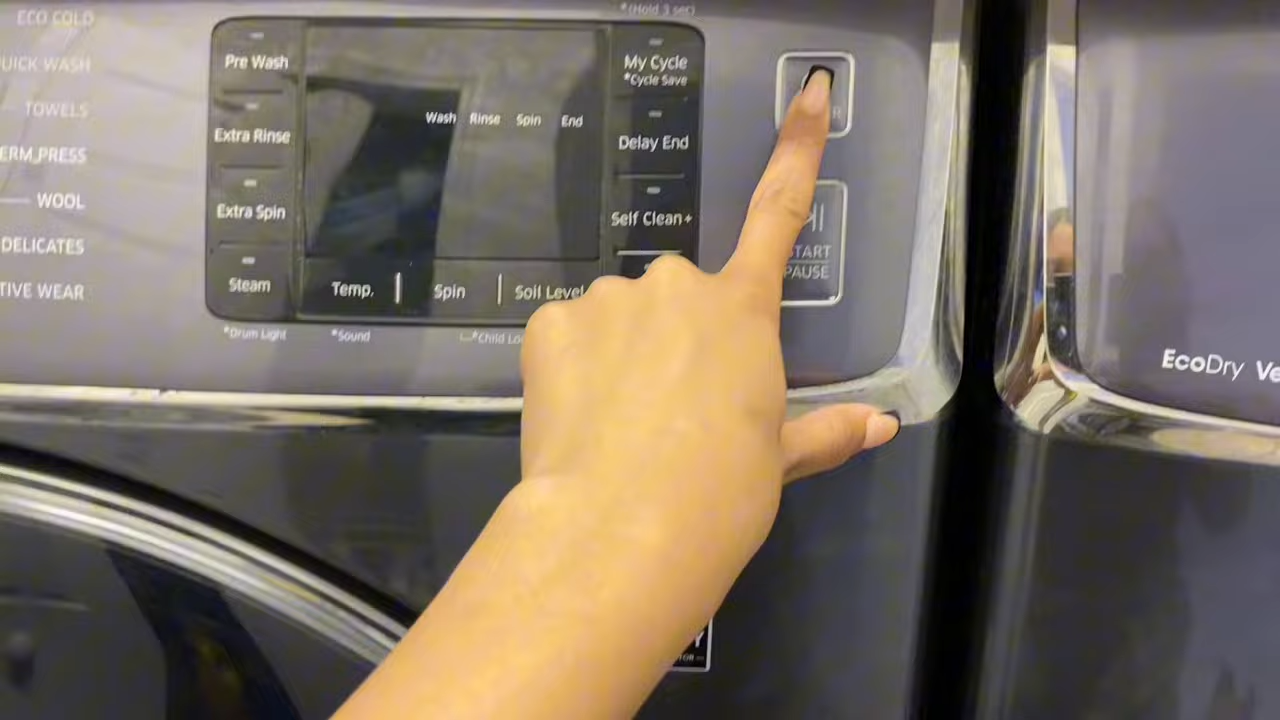 *(Hold 3 sec)
ECO COLD
UICK WASH
TOWELS
ERM PRESS
WOOL
DELICATES
TIVE WEAR
Pre Wash
Extra Rinse
Extra Spin
Steam
*Drum Light
Wash Rinse Spin End
Temp. Spin Soil Level
*Sound
*Child Lo
My Cycle
*Cycle Save
Delay End
Self Clean+
R
START
PAUSE
EcoDry Ve
Y
TOR